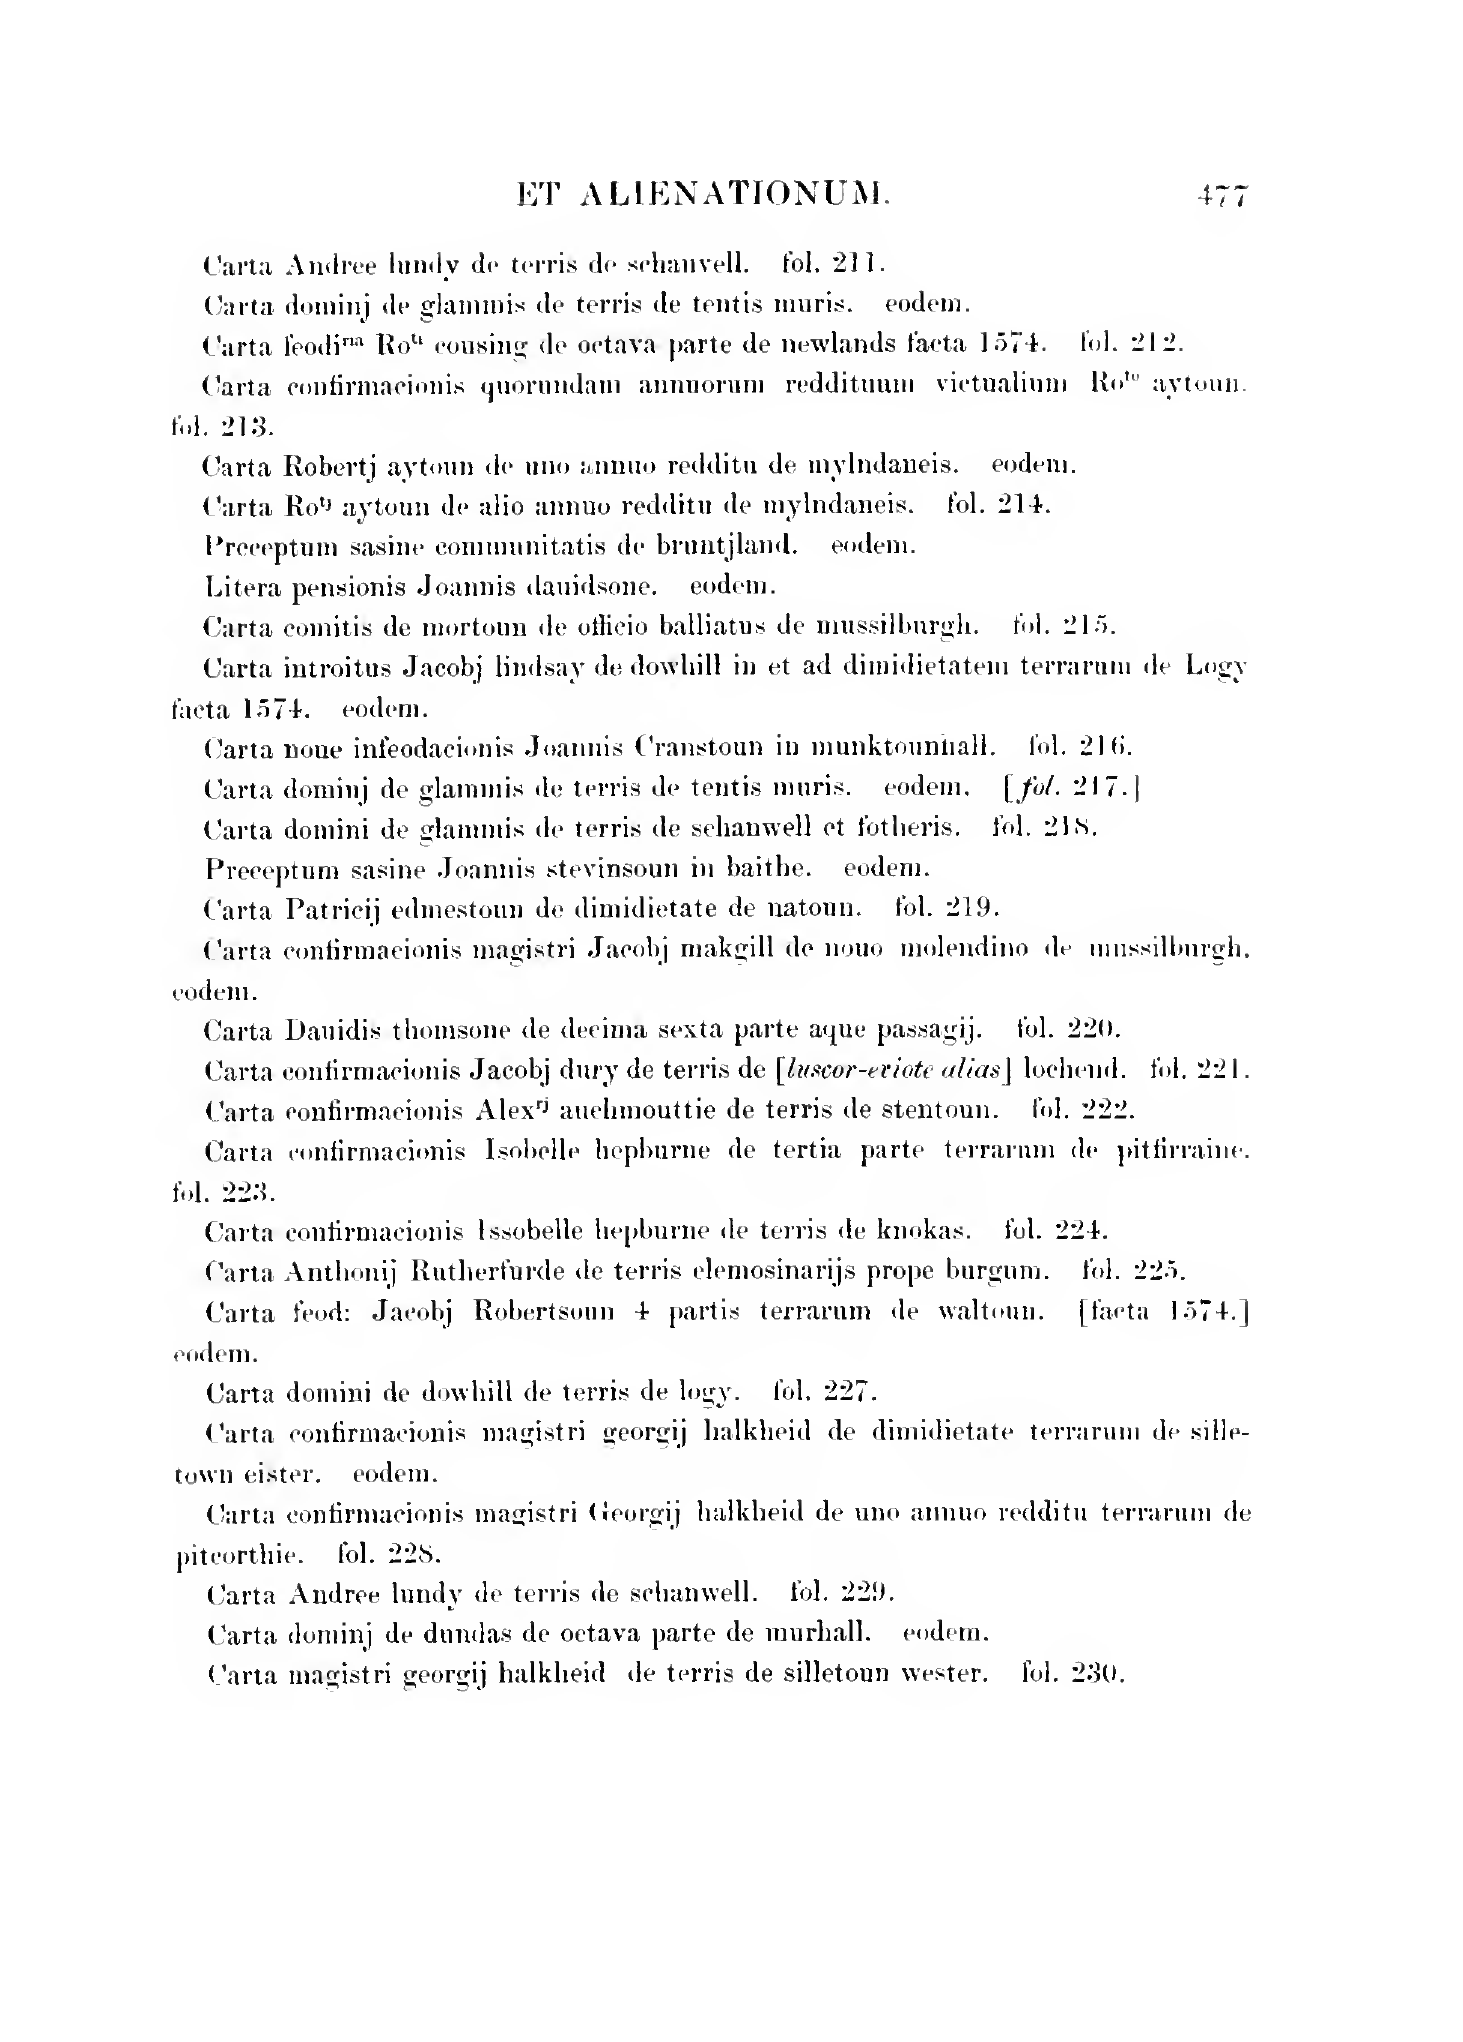 ET ALIENATIONUM. 477
Carta Andree lundy de terris de schanvell. fol. 211.
Carta dominj de glammis de terris de tentis muris. eodem.
Carta feodiʳⁿᵃ Roᵗⁱ cousing de octava parte de newlands facta 1574. fol. 212.
Carta confirmacionis quorundam annuorum reddituum victualium Roᵗᵒ aytoun.
fol. 213.
Carta Robertj aytoun de uno annuo redditu de mylndaneis. eodem.
Carta Roᵗʲ aytoun de alio annuo redditu de mylndaneis. fol. 214.
Preceptum sasine communitatis de bruntjland. eodem.
Litera pensionis Joannis dauidsone. eodem.
Carta comitis de mortoun de officio balliatus de mussilburgh. fol. 215.
Carta introitus Jacobj lindsay de dowhill in et ad dimidietatem terrarum de Logy
facta 1574. eodem.
Carta noue infeodacionis Joannis Cranstoun in munktounhall. fol. 216.
Carta dominj de glammis de terris de tentis muris. eodem. [fol. 217.]
Carta domini de glammis de terris de schanwell et fotheris. fol. 218.
Preceptum sasine Joannis stevinsoun in baithe. eodem.
Carta Patricij edmestoun de dimidietate de natoun. fol. 219.
Carta confirmacionis magistri Jacobj makgill de nouo molendino de mussilburgh.
eodem.
Carta Dauidis thomsone de decima sexta parte aque passagij. fol. 220.
Carta confirmacionis Jacobj dury de terris de [luscor-eviote alias] lochend. fol. 221.
Carta confirmacionis Alexʳʲ auchmouttie de terris de stentoun. fol. 222.
Carta confirmacionis Isobelle hepburne de tertia parte terrarum de pitfirraine.
fol. 223.
Carta confirmacionis Issobelle hepburne de terris de knokas. fol. 224.
Carta Anthonij Rutherfurde de terris elemosinarijs prope burgum. fol. 225.
Carta feod: Jacobj Robertsoun 4 partis terrarum de waltoun. [facta 1574.]
eodem.
Carta domini de dowhill de terris de logy. fol. 227.
Carta confirmacionis magistri georgij halkheid de dimidietate terrarum de sille-
town eister. eodem.
Carta confirmacionis magistri Georgij halkheid de uno annuo redditu terrarum de
pitcorthie. fol. 228.
Carta Andree lundy de terris de schanwell. fol. 229.
Carta dominj de dundas de octava parte de murhall. eodem.
Carta magistri georgij halkheid de terris de silletoun wester. fol. 230.